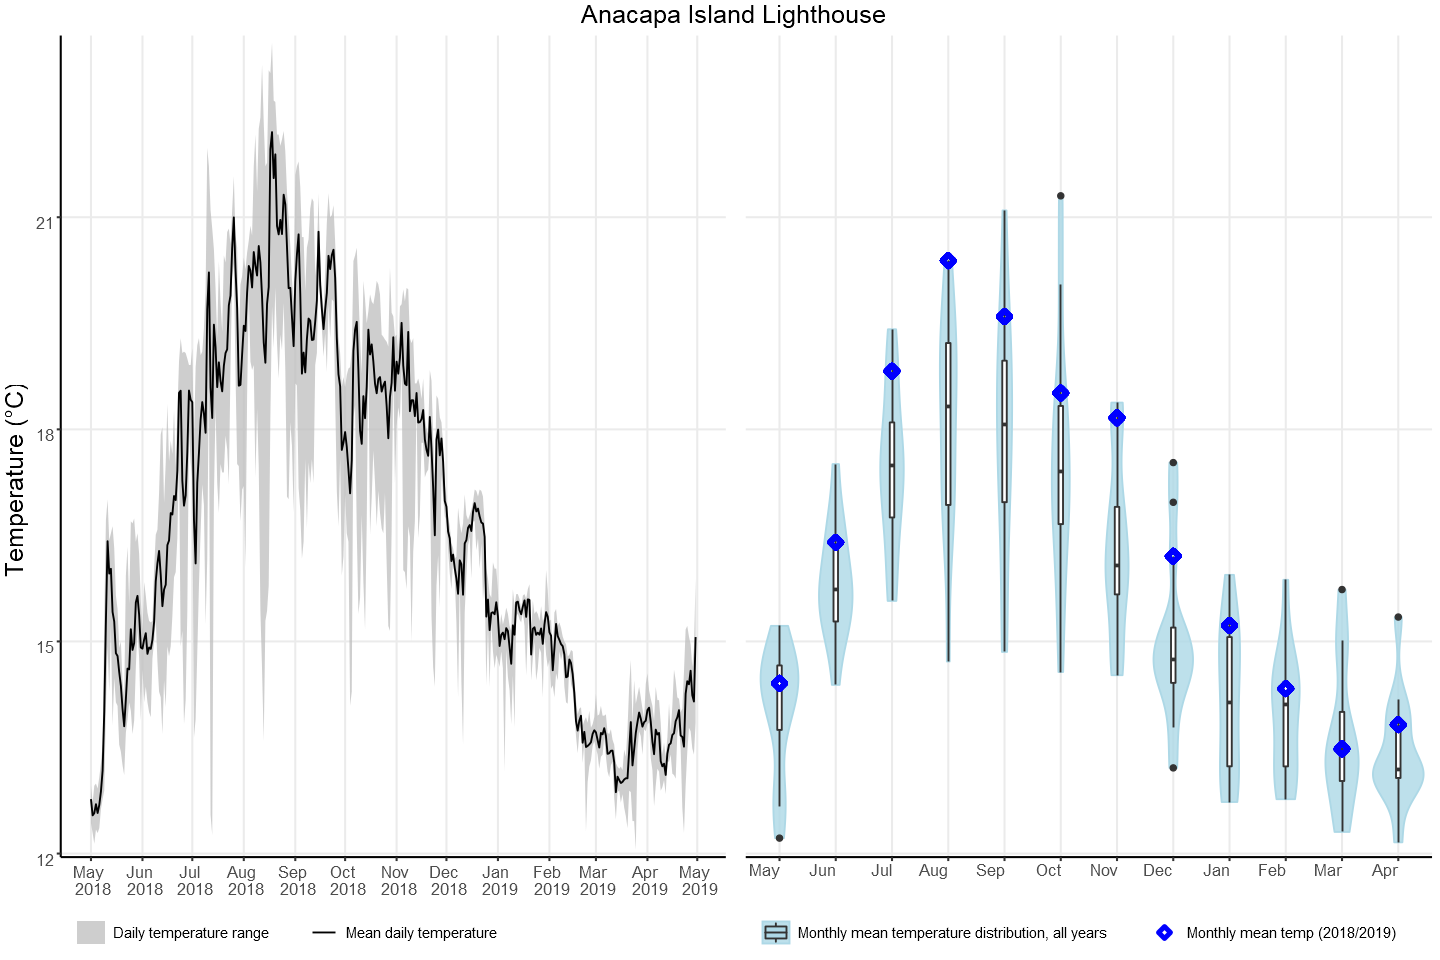 Anacapa Island Lighthouse
Temperature (°C)
21
18
15
12
May Jun Jul Aug Sep Oct Nov Dec Jan Feb Mar Apr May
2018 2018 2018 2018 2018 2018 2018 2018 2019 2019 2019 2019 2019
May Jun Jul Aug Sep Oct Nov Dec Jan Feb Mar Apr
Daily temperature range Mean daily temperature
Monthly mean temperature distribution, all years Monthly mean temp (2018/2019)